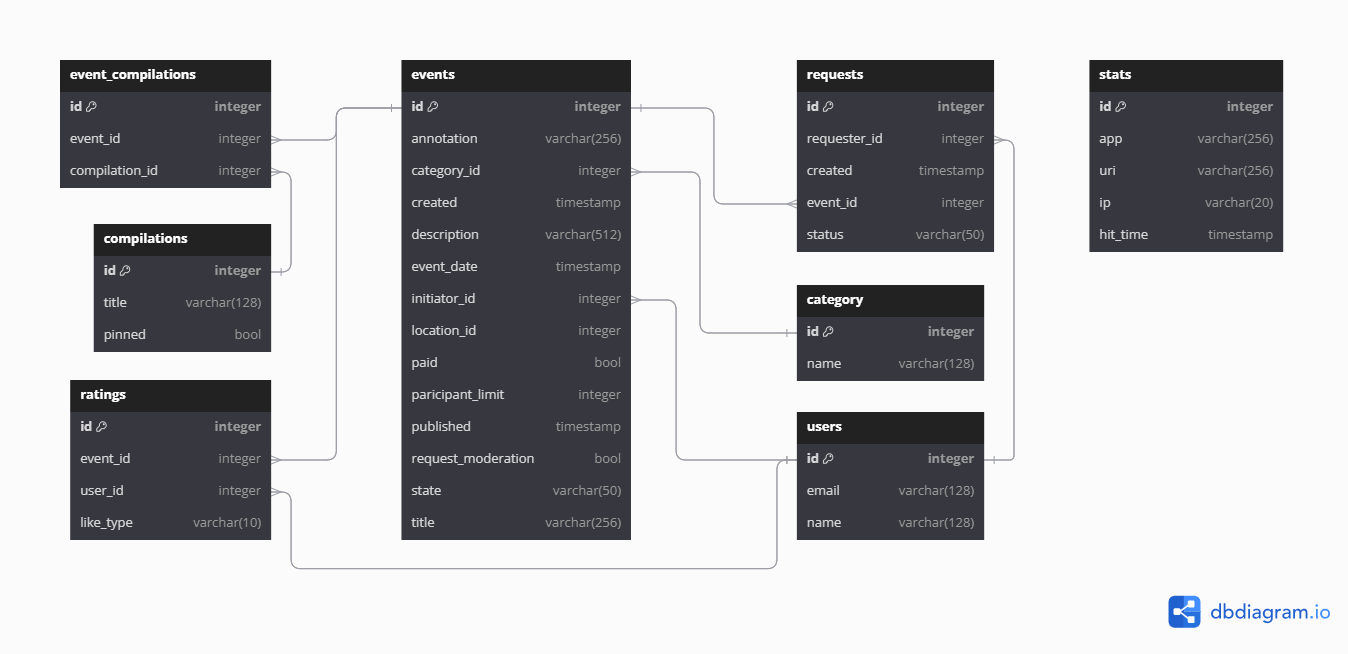 event_compilations
id integer
event_id integer
compilation_id integer
compilations
id integer
title varchar(128)
pinned bool
ratings
id integer
event_id integer
user_id integer
like_type varchar(10)
events
id integer
annotation varchar(256)
category_id integer
created timestamp
description varchar(512)
event_date timestamp
initiator_id integer
location_id integer
paid bool
paricipant_limit integer
published timestamp
request_moderation bool
state varchar(50)
title varchar(256)
requests
id integer
requester_id integer
created timestamp
event_id integer
status varchar(50)
category
id integer
name varchar(128)
users
id integer
email varchar(128)
name varchar(128)
stats
id integer
app varchar(256)
uri varchar(256)
ip varchar(20)
hit_time timestamp
dbdiagram.io